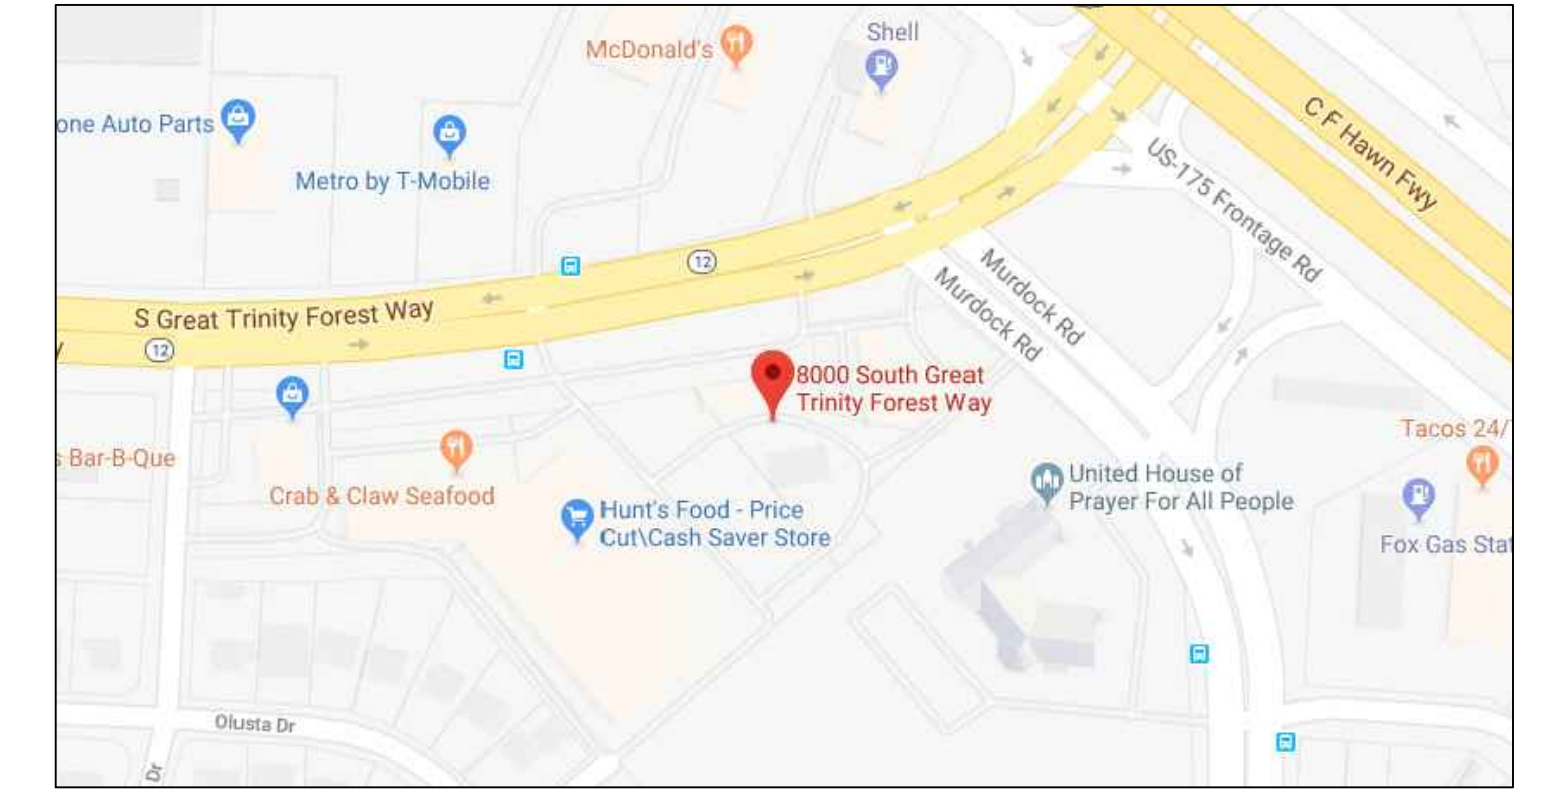 McDonald's
Shell
one Auto Parts
Metro by T-Mobile
C F Hawn Fwy
US-175 Frontage Rd
12
S Great Trinity Forest Way
12
Murdock Rd
Murdock Rd
8000 South Great
Trinity Forest Way
s Bar-B-Que
Crab & Claw Seafood
Hunt's Food - Price
Cut\Cash Saver Store
United House of
Prayer For All People
Tacos 24/
Fox Gas Stat
Olusta Dr
Dr